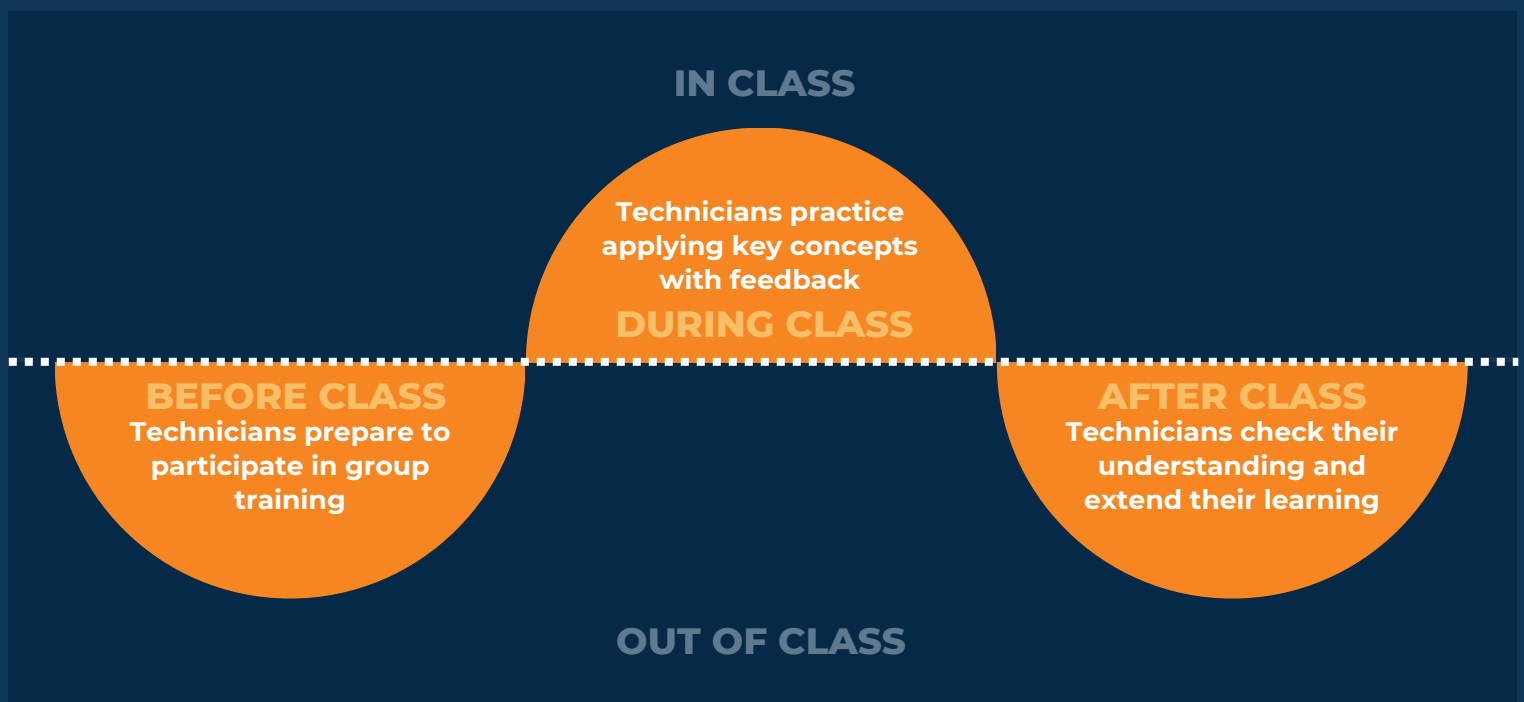 IN CLASS
Technicians practice
applying key concepts
with feedback
DURING CLASS
BEFORE CLASS
Technicians prepare to
participate in group
training
AFTER CLASS
Technicians check their
understanding and
extend their learning
OUT OF CLASS